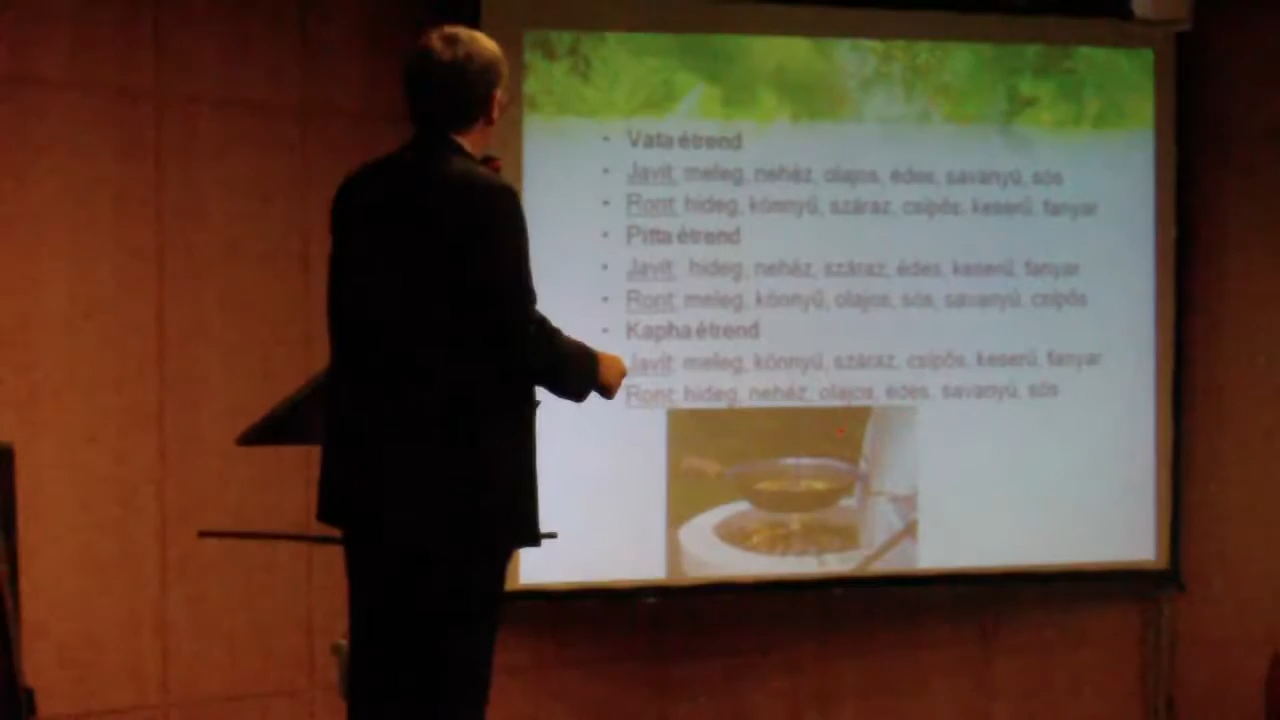 Vata étrend
Javít: meleg, nehéz, olajos, édes, savanyú, sós
Ront: hideg, könnyű, száraz, csípős, keserű, fanyar
Pitta étrend
Javít: hideg, nehéz, száraz, édes, keserű, fanyar
Ront: meleg, könnyű, olajos, sós, savanyú, csípős
Kapha étrend
Javít: meleg, könnyű, száraz, csípős, keserű, fanyar
Ront: hideg, nehéz, olajos, édes, savanyú, sós